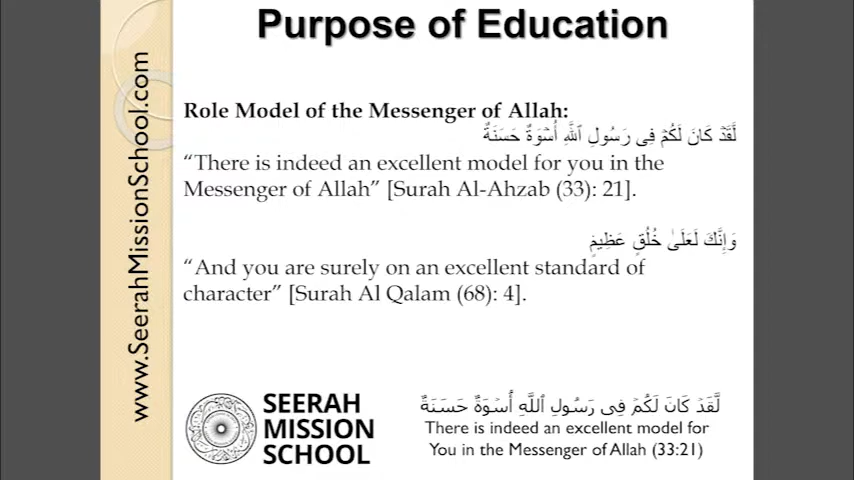 Purpose of Education
www.SeerahMissionSchool.com
Role Model of the Messenger of Allah:
لَّقَدْ كَانَ لَكُمْ فِى رَسُولِ ٱللَّهِ أُسْوَةٌ حَسَنَةٌ
“There is indeed an excellent model for you in the
Messenger of Allah” [Surah Al-Ahzab (33): 21].
وَإِنَّكَ لَعَلَىٰ خُلُقٍ عَظِيمٍ
“And you are surely on an excellent standard of
character” [Surah Al Qalam (68): 4].
SEERAH
MISSION
SCHOOL
لَّقَدْ كَانَ لَكُمْ فِى رَسُولِ ٱللَّهِ أُسْوَةٌ حَسَنَةٌ
There is indeed an excellent model for
You in the Messenger of Allah (33:21)